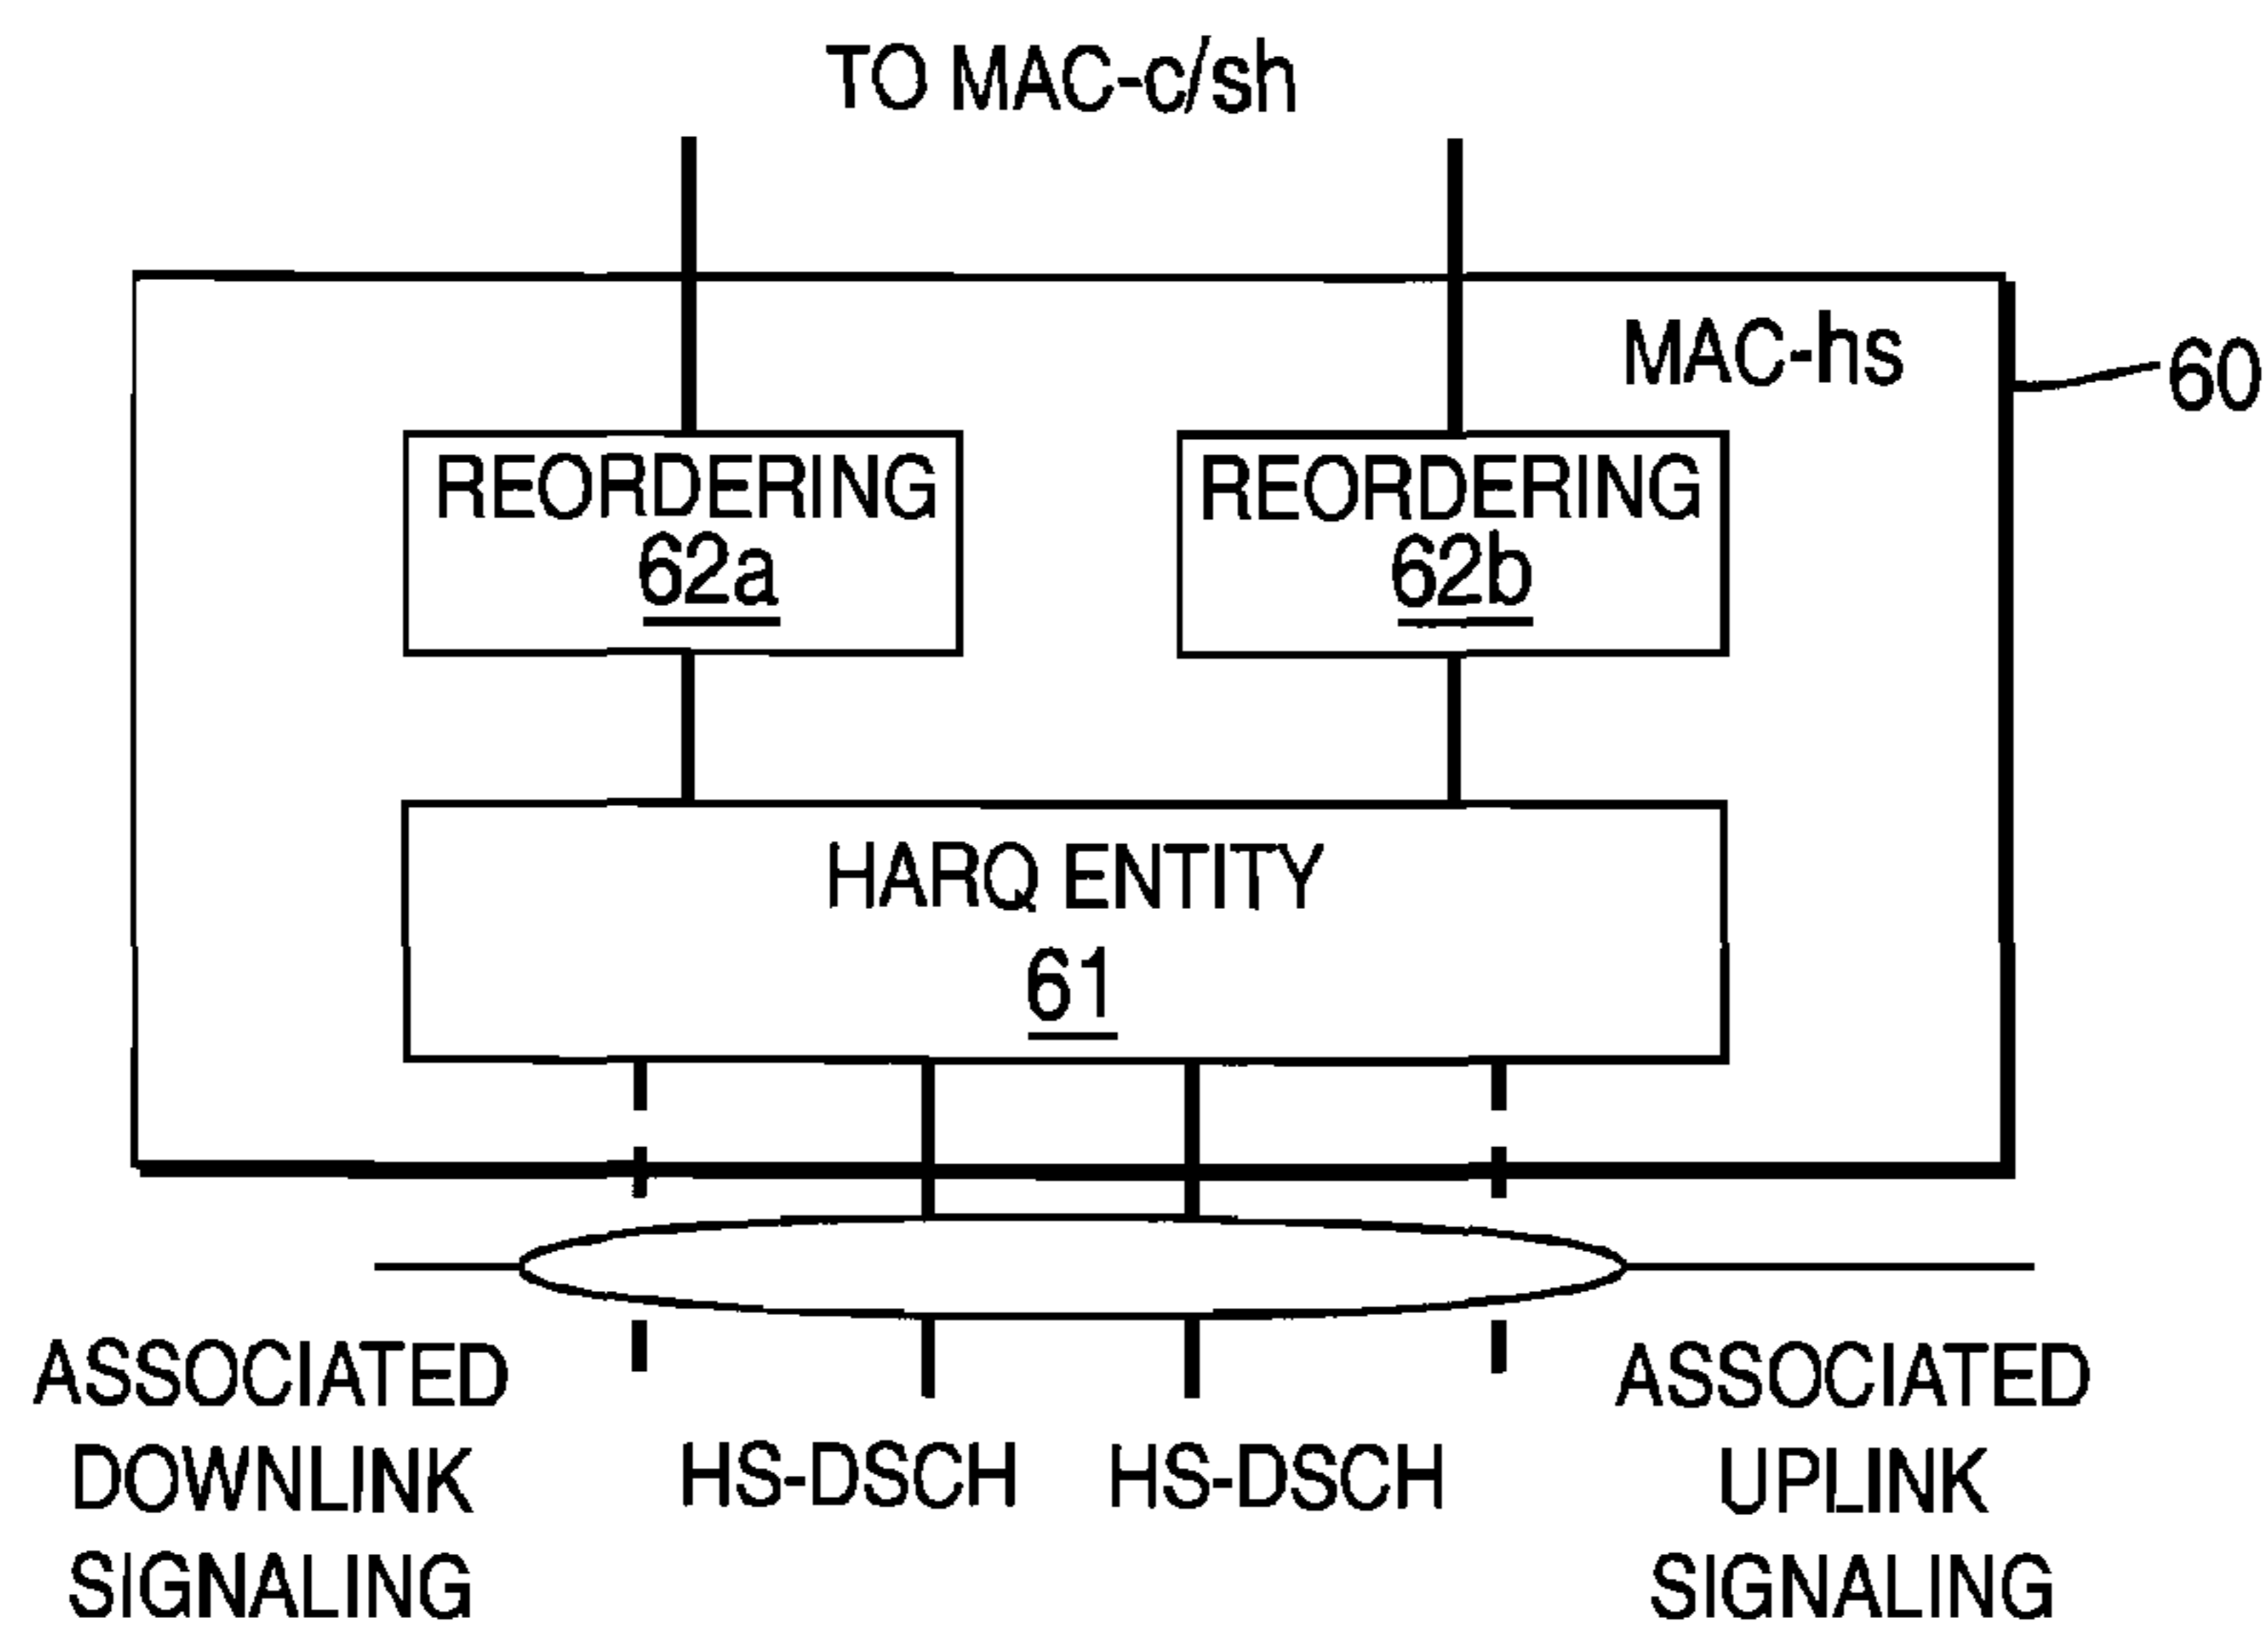 TO MAC-c/sh
MAC-hs
60
REORDERING
62a
REORDERING
62b
HARQ ENTITY
61
ASSOCIATED
DOWNLINK
SIGNALING
HS-DSCH
HS-DSCH
ASSOCIATED
UPLINK
SIGNALING